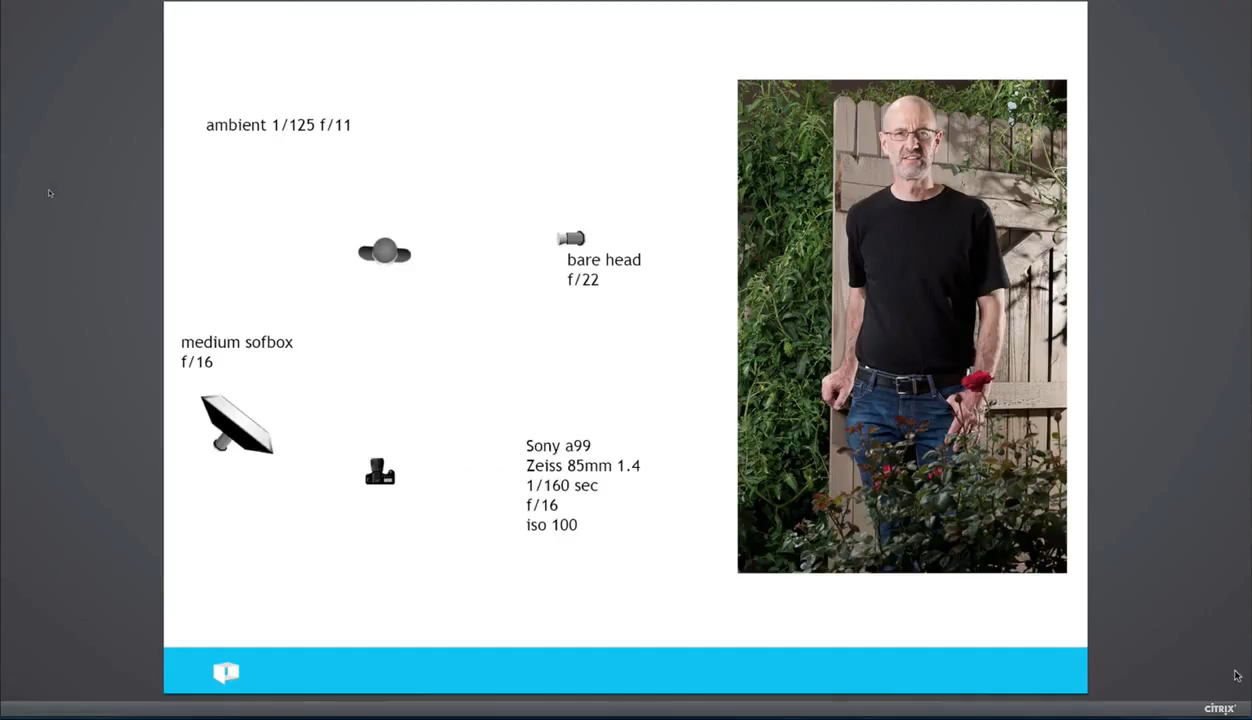 ambient 1/125 f/11
bare head
f/22
medium sofbox
f/16
Sony a99
Zeiss 85mm 1.4
1/160 sec
f/16
iso 100
CITRIX